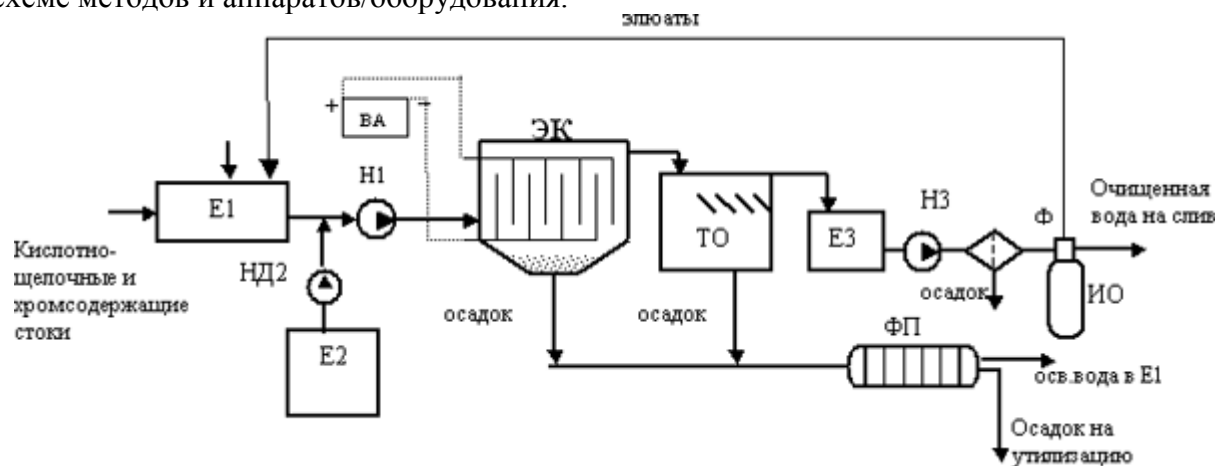 схеме методов и аппаратов/оборудования.
элюаты
+ ВА -
ЭК
Н1
Е1
Кислотно-
щелочные и
хромсодержащие
стоки
НД2
Е2
осадок
ТО
осадок
Е3
Н3
осадок
Ф
Очищенная
вода на слив
ИО
ФП
осв.вода в Е1
Осадок на
утилизацию